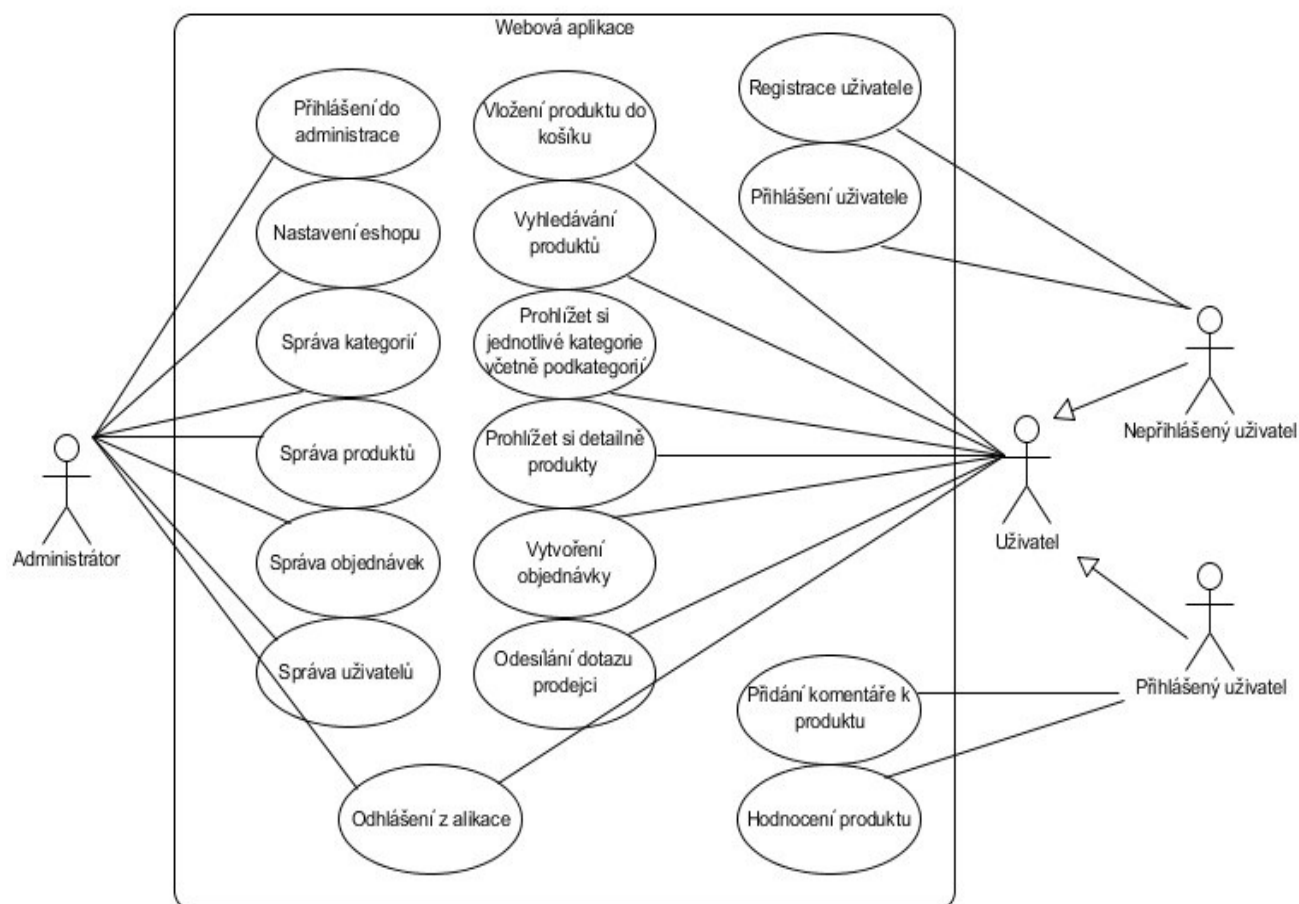 Webová aplikace
Přihlášení do
administrace
Vložení produktu do
košíku
Registrace uživatele
Přihlášení uživatele
Nastavení eshopu
Vyhledávání
produktů
Správa kategorií
Prohlížet si
jednotlivé kategorie
včetně podkategorií
Nepřihlášený uživatel
Správa produktů
Prohlížet si detailně
produkty
Uživatel
Administrátor
Správa objednávek
Vytvoření
objednávky
Správa uživatelů
Odesílání dotazu
prodejci
Přidání komentáře k
produktu
Přihlášený uživatel
Odhlášení z alikace
Hodnocení produktu